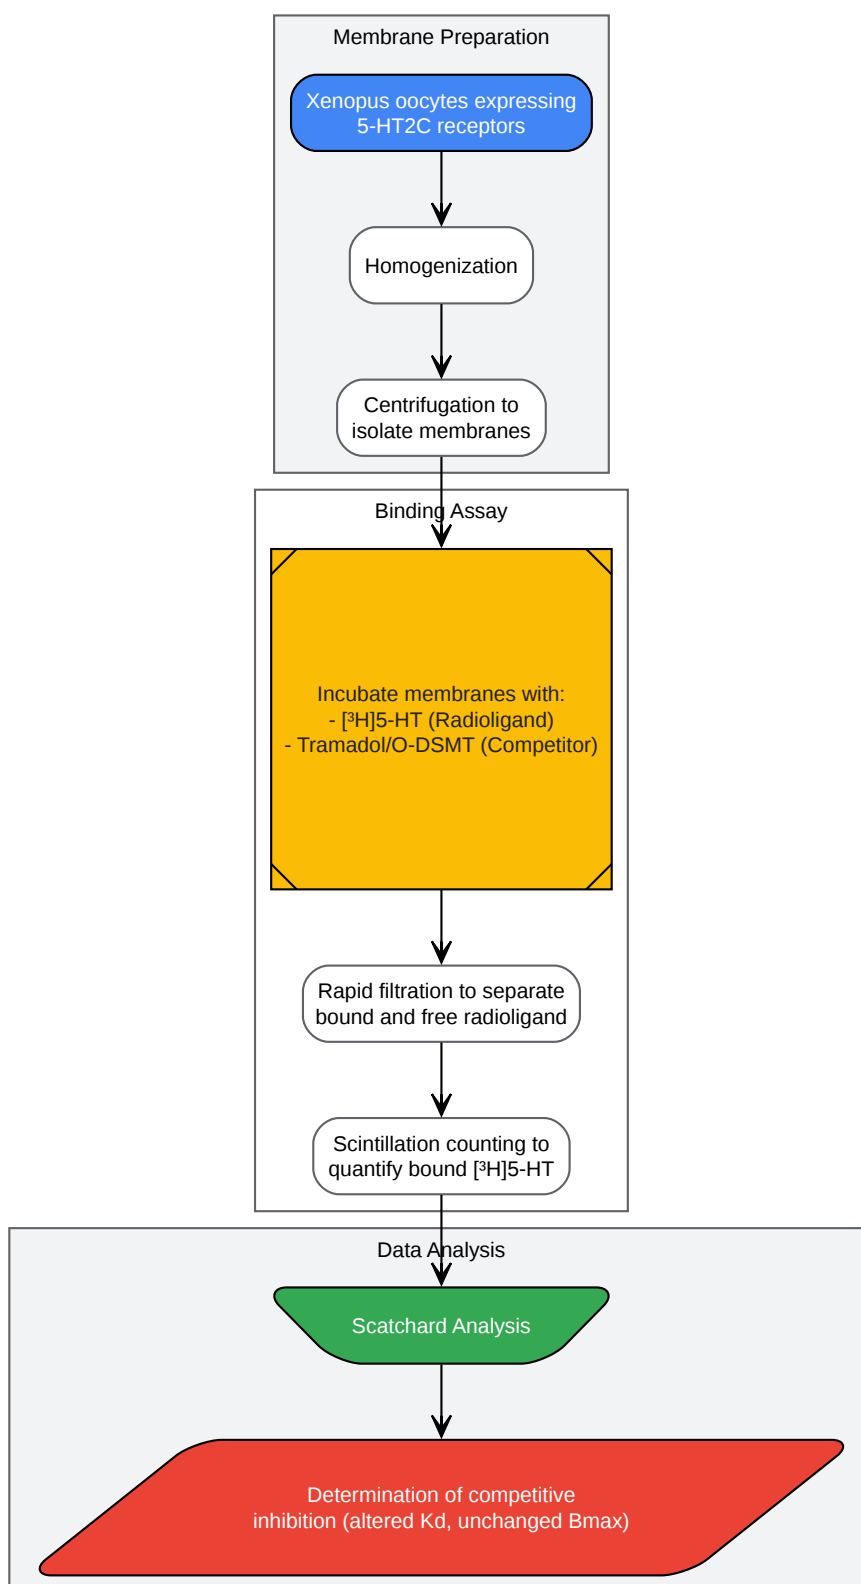 Membrane Preparation
Xenopus oocytes expressing
5-HT2C receptors
Homogenization
Centrifugation to
isolate membranes
Binding Assay
Incubate membranes with:
- [³H]5-HT (Radioligand)
- Tramadol/O-DSMT (Competitor)
Rapid filtration to separate
bound and free radioligand
Scintillation counting to
quantify bound [³H]5-HT
Data Analysis
Scatchard Analysis
Determination of competitive
inhibition (altered Kd, unchanged Bmax)